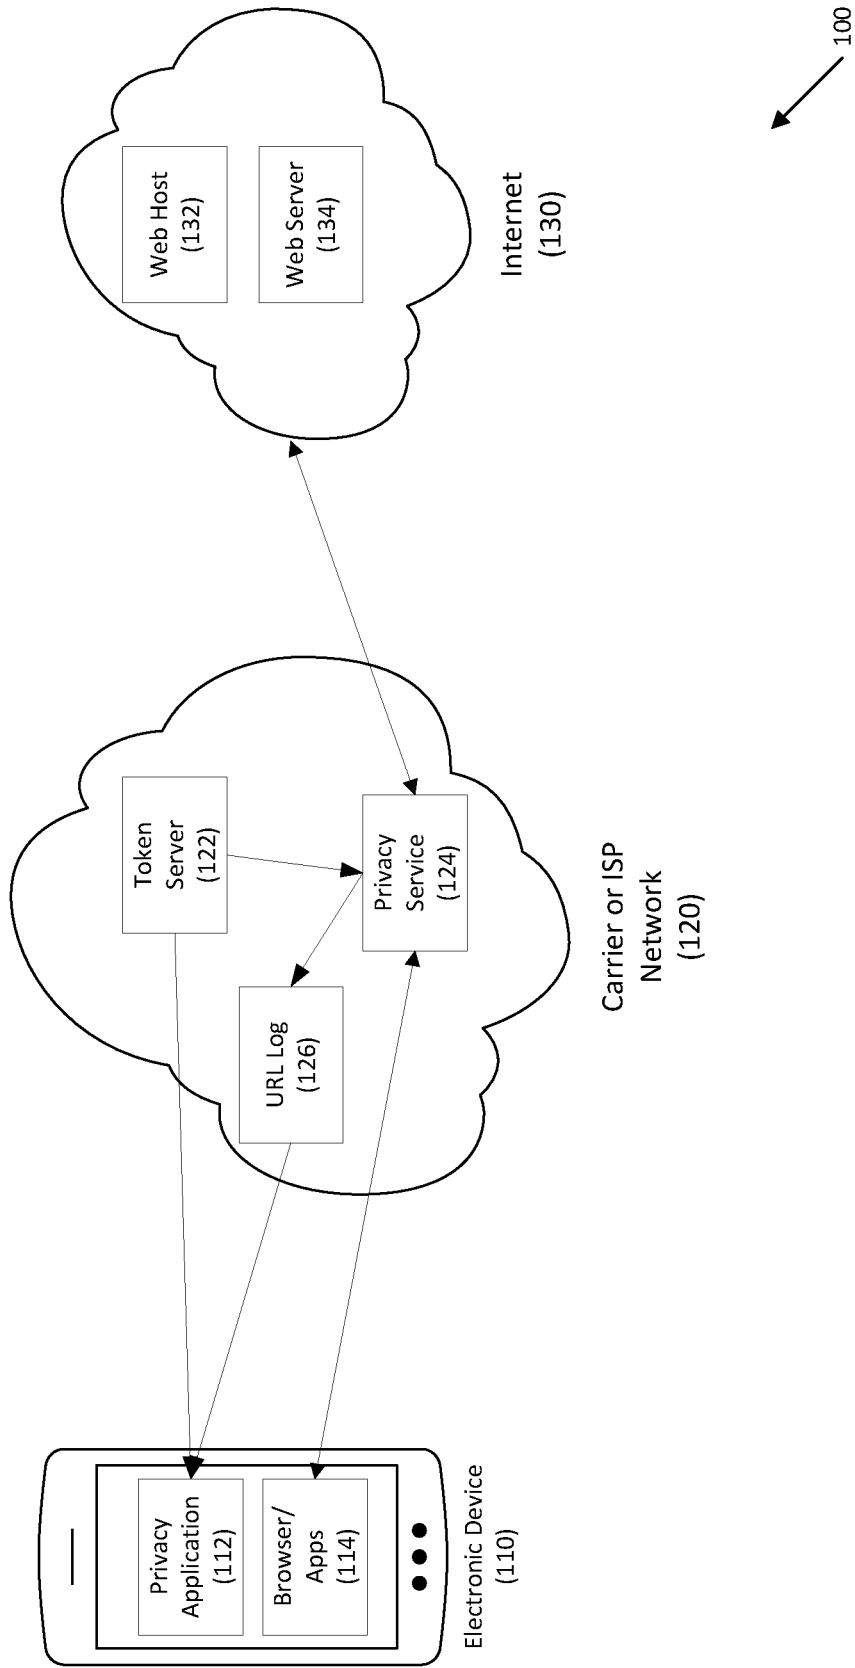 Privacy
Application
(112)
Browser/
Apps
(114)
Electronic Device
(110)
Token
Server
(122)
URL Log
(126)
Privacy
Service
(124)
Carrier or ISP
Network
(120)
Web Host
(132)
Web Server
(134)
Internet
(130)
100